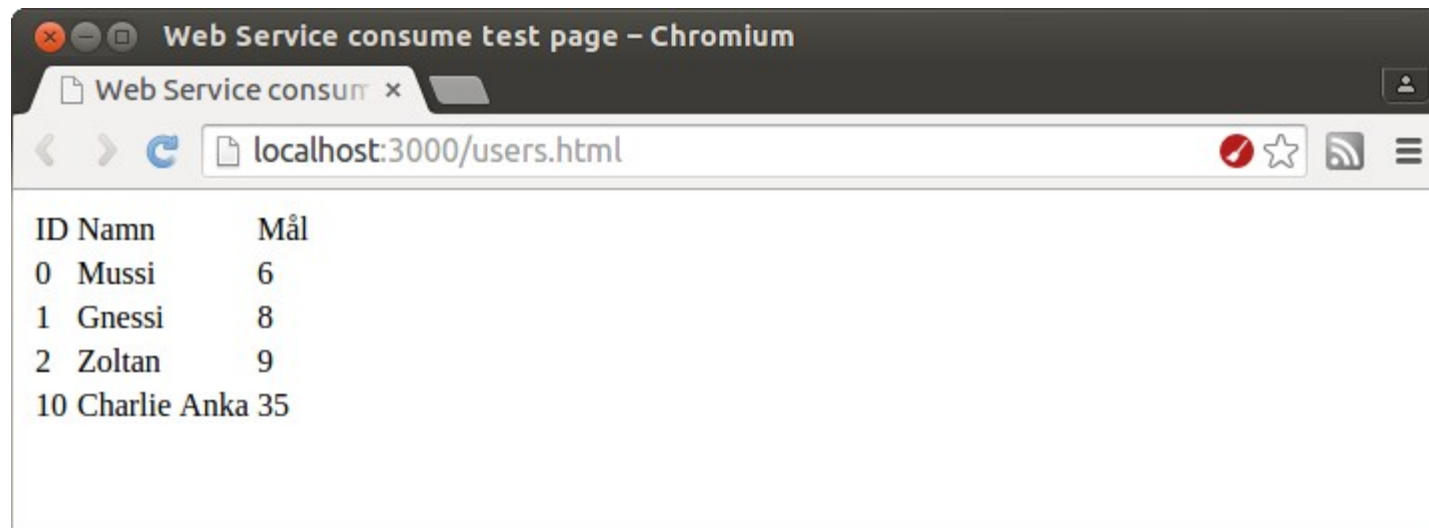 Web Service consume test page – Chromium
Web Service consum
localhost:3000/users.html
ID Namn Mål
0 Mussi 6
1 Gnessi 8
2 Zoltan 9
10 Charlie Anka 35